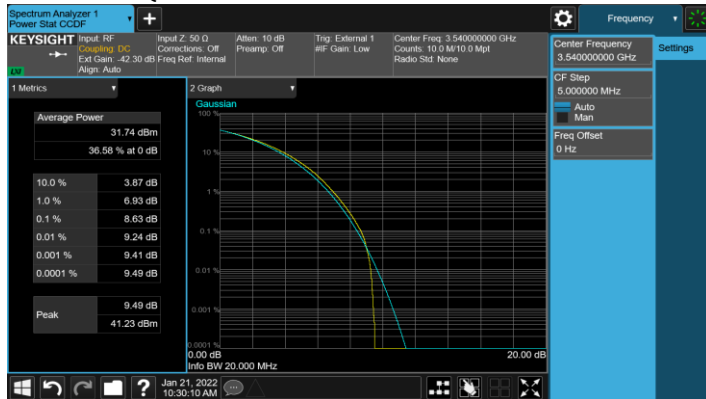 Spectrum Analyzer 1
Power Stat CCDF
Frequency
KEYSIGHT
Input: RF
Coupling: DC
Ext Gain: -42.30 dB
Align: Auto
Input Z: 50 Ω
Corrections: Off
Freq Ref: Internal
Atten: 10 dB
Preamp: Off
Trig: External 1
#IF Gain: Low
Center Freq: 3.540000000 GHz
Counts: 10.0 M/10.0 Mpt
Radio Std: None
Center Frequency
3.540000000 GHz
Settings
CF Step
5.000000 MHz
Auto
Man
Freq Offset
0 Hz
1 Metrics
Average Power
31.74 dBm
36.58 % at 0 dB
10.0 % 3.87 dB
1.0 % 6.93 dB
0.1 % 8.63 dB
0.01 % 9.24 dB
0.001 % 9.41 dB
0.0001 % 9.49 dB
Peak
9.49 dB
41.23 dBm
2 Graph
Gaussian
100 %
10 %
1 %
0.1 %
0.01 %
0.001 %
0.0001 %
0.00 dB
20.00 dB
Info BW 20.000 MHz
?
Jan 21, 2022
10:30:10 AM